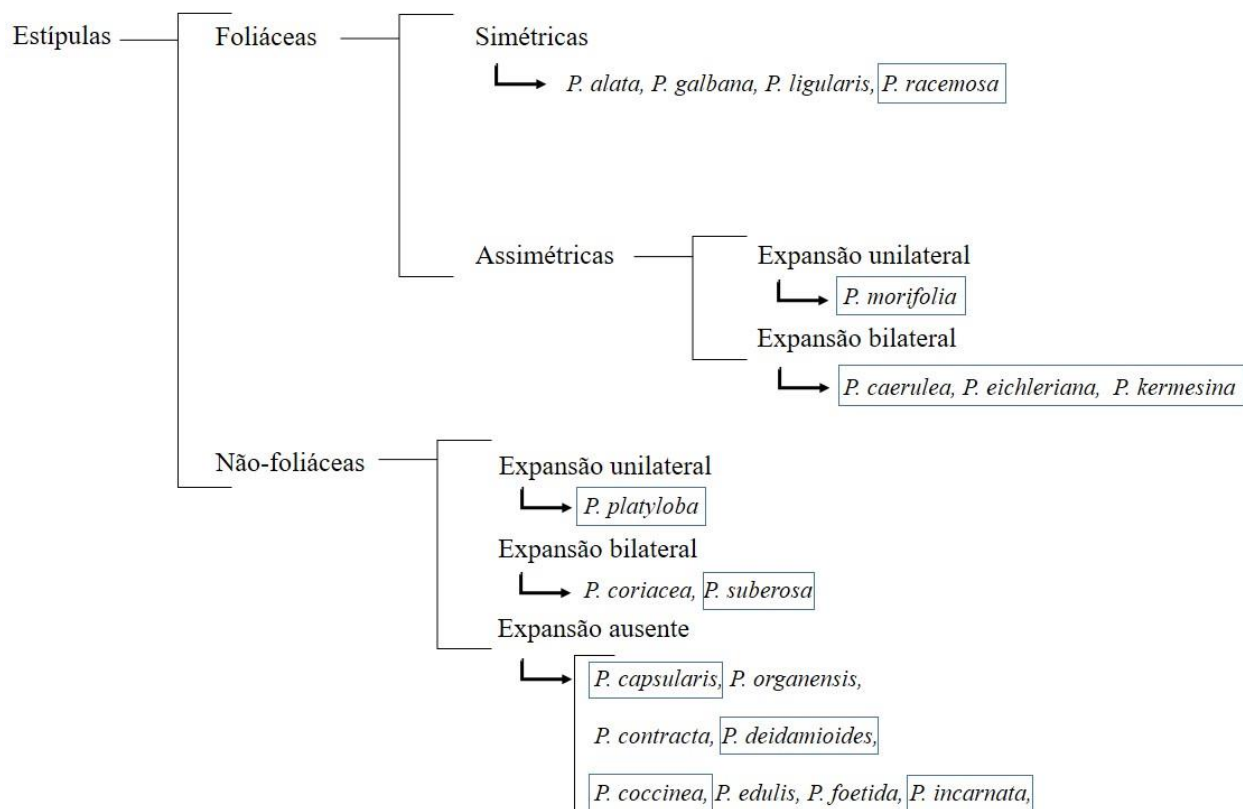 Estípulas
Foliáceas
Simétricas
P. alata, P. galbana, P. ligularis, P. racemosa
Assimétricas
Expansão unilateral
P. morifolia
Expansão bilateral
P. caerulea, P. eichleriana, P. kermesina
Não-foliáceas
Expansão unilateral
P. platyloba
Expansão bilateral
P. coriacea, P. suberosa
Expansão ausente
P. capsularis, P. organensis,
P. contracta, P. deidamioides,
P. coccinea, P. edulis, P. foetida, P. incarnata,